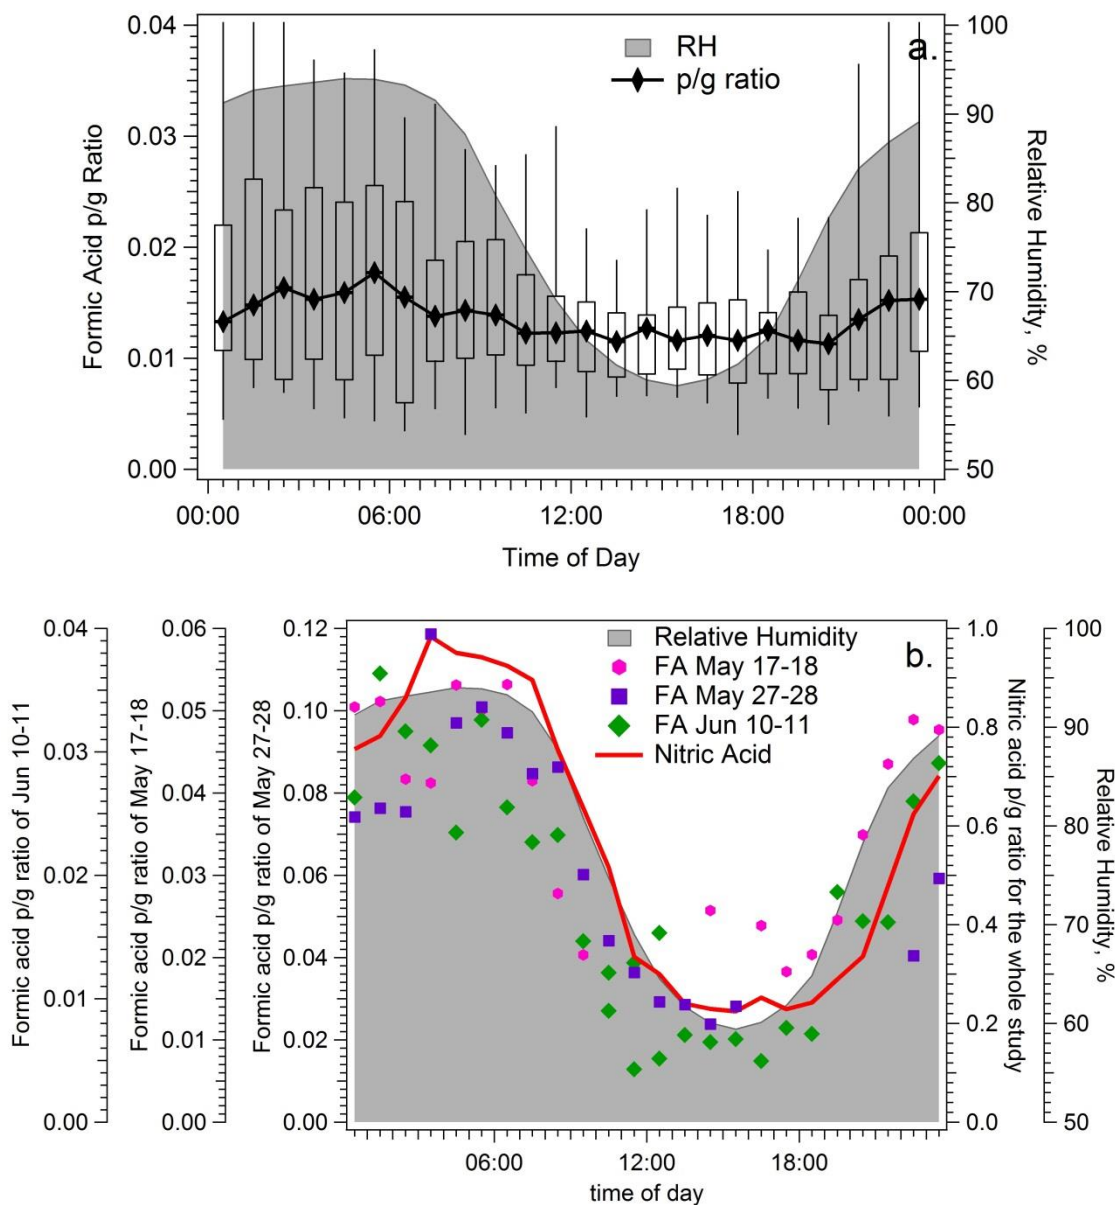 0.04
0.03
0.02
0.01
0.00
Formic Acid p/g Ratio
RH
p/g ratio
a.
100
90
80
70
60
50
Relative Humidity, %
00:00 06:00 12:00 18:00 00:00
Time of Day
0.04
0.03
0.02
0.01
0.00
Formic acid p/g ratio of Jun 10-11
0.06
0.05
0.04
0.03
0.02
0.01
0.00
Formic acid p/g ratio of May 17-18
0.12
0.10
0.08
0.06
0.04
0.02
0.00
Formic acid p/g ratio of May 27-28
Relative Humidity
FA May 17-18
FA May 27-28
FA Jun 10-11
Nitric Acid
b.
1.0
0.8
0.6
0.4
0.2
0.0
Nitric acid p/g ratio for the whole study
100
90
80
70
60
50
Relative Humidity, %
06:00 12:00 18:00
time of day